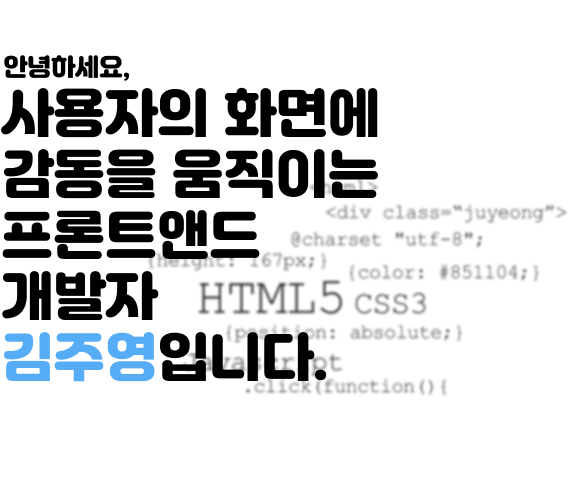 안녕하세요,
사용자의 화면에
감동을 움직이는
<html>
<div class="juyeong">
프론트앤드
@charset "utf-8";
{height: 167px;}
{color: #851104;}
개발자
HTML5 CSS3
{position: absolute;}
김주영입니다.
Javascript
.click(function(){